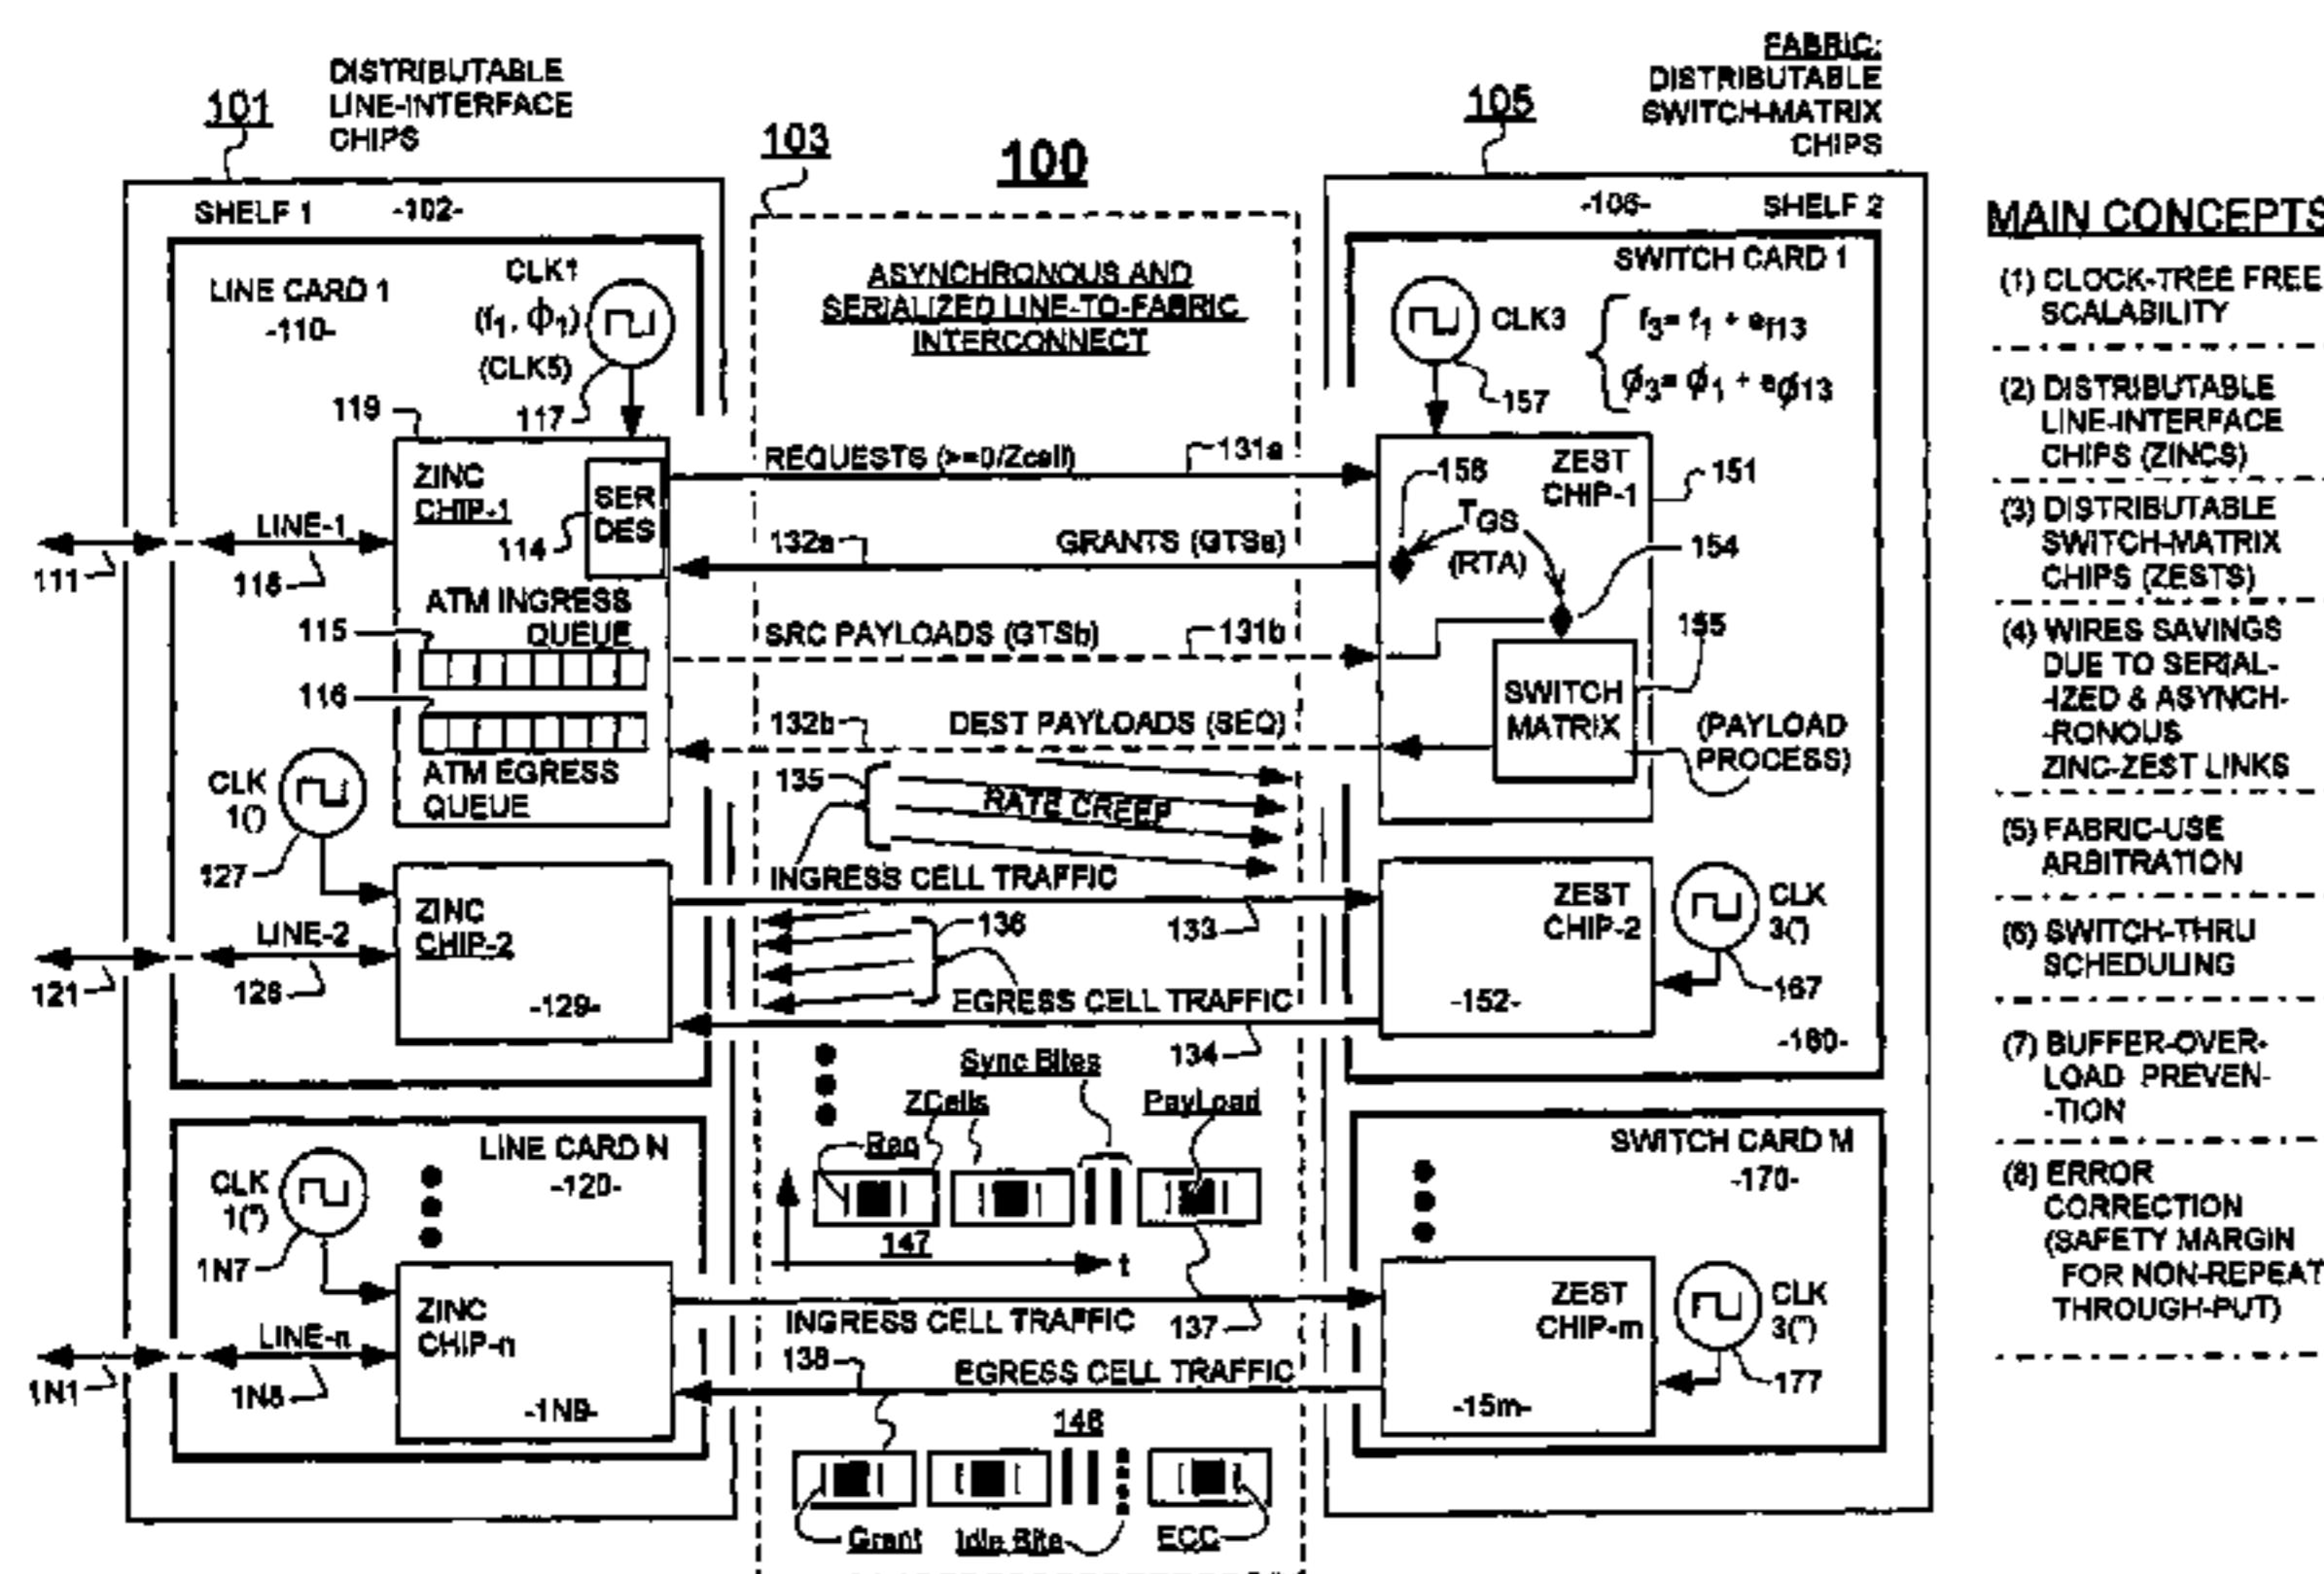 DISTRIBUTABLE
LINE-INTERFACE
CHIPS
101
103
100
105
FABRIC:
DISTRIBUTABLE
SWITCH-MATRIX
CHIPS
SHELF 1
-102-
LINE CARD 1
-110-
CLK1
(f1, ϕ1)
(CLK5)
117
119
ZINC
CHIP-1
SER
DES
114
LINE-1
111
118
ATM INGRESS
QUEUE
115
116
ATM EGRESS
QUEUE
CLK
1(')
127
ZINC
CHIP-2
LINE-2
121
128
-129-
LINE CARD N
-120-
CLK
1(")
1N7
ZINC
CHIP-n
LINE-n
1N1
1N8
-1N9-
ASYNCHRONOUS AND
SERIALIZED LINE-TO-FABRIC
INTERCONNECT
REQUESTS (>=0/Zcell)
131a
132a
GRANTS (GTSa)
SRC PAYLOADS (GTSb)
131b
132b
DEST PAYLOADS (SEQ)
135
RATE CREEP
INGRESS CELL TRAFFIC
136
133
EGRESS CELL TRAFFIC
134
Sync Bites
ZCells
PayLoad
Req
147
t
INGRESS CELL TRAFFIC
137
138
EGRESS CELL TRAFFIC
148
Grant
Idle Bite
ECC
-106-
SHELF 2
SWITCH CARD 1
CLK3
f3= f1 + ef13
ϕ3= ϕ1 + eϕ13
157
158
ZEST
CHIP-1
151
TGS
(RTA)
154
155
SWITCH
MATRIX
(PAYLOAD
PROCESS)
ZEST
CHIP-2
CLK
3(')
167
-152-
-160-
SWITCH CARD M
-170-
ZEST
CHIP-m
CLK
3(")
177
-15m-
MAIN CONCEPTS
(1) CLOCK-TREE FREE
SCALABILITY
(2) DISTRIBUTABLE
LINE-INTERFACE
CHIPS (ZINCS)
(3) DISTRIBUTABLE
SWITCH-MATRIX
CHIPS (ZESTS)
(4) WIRES SAVINGS
DUE TO SERIAL-
-IZED & ASYNCH-
-RONOUS
ZINC-ZEST LINKS
(5) FABRIC-USE
ARBITRATION
(6) SWITCH-THRU
SCHEDULING
(7) BUFFER-OVER-
LOAD PREVEN-
-TION
(8) ERROR
CORRECTION
(SAFETY MARGIN
FOR NON-REPEAT
THROUGH-PUT)